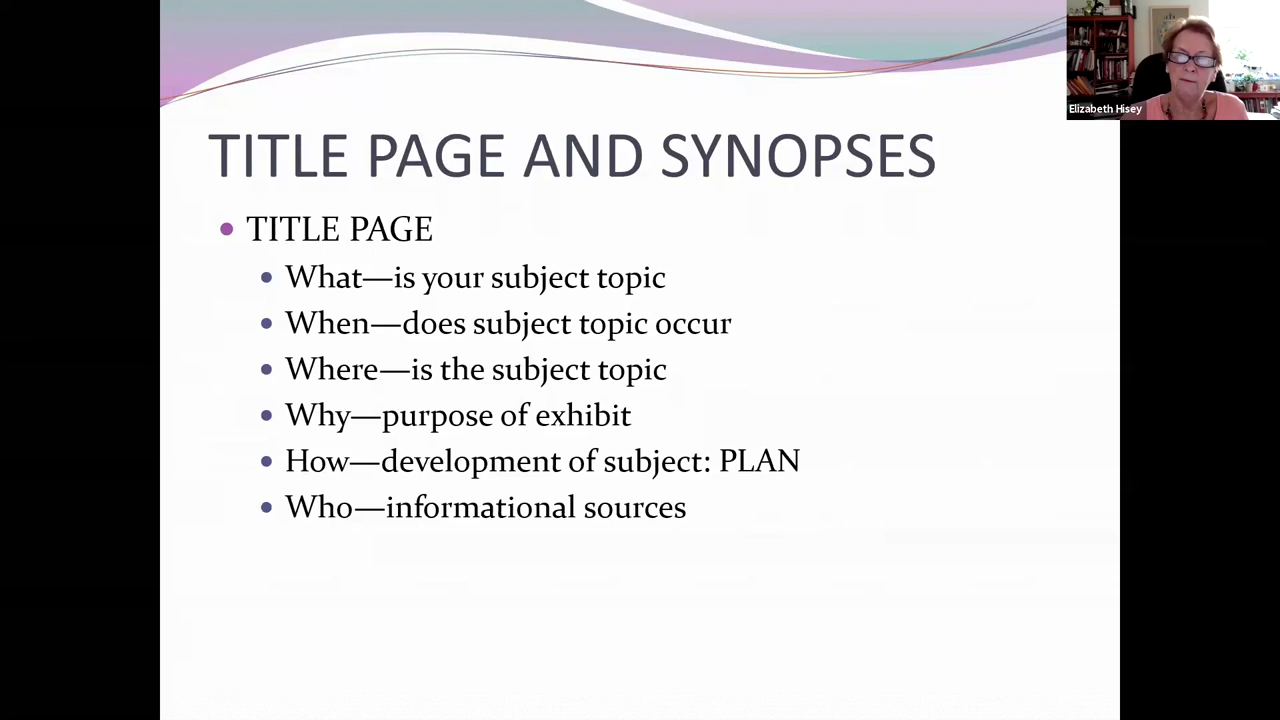 TITLE PAGE AND SYNOPSES
TITLE PAGE
What—is your subject topic
When—does subject topic occur
Where—is the subject topic
Why—purpose of exhibit
How—development of subject: PLAN
Who—informational sources
Elizabeth Hisey